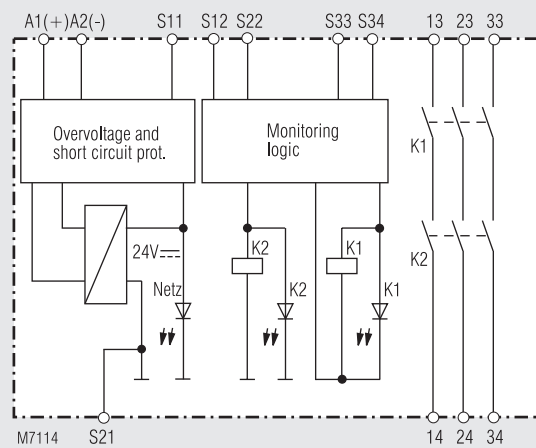 A1(+) A2(-) S11 S12 S22 S33 S34 13 23 33
Overvoltage and
short circuit prot.
Monitoring
logic
K1
K2 K1
24V
K2
Netz K2 K1
M7114 S21 14 24 34